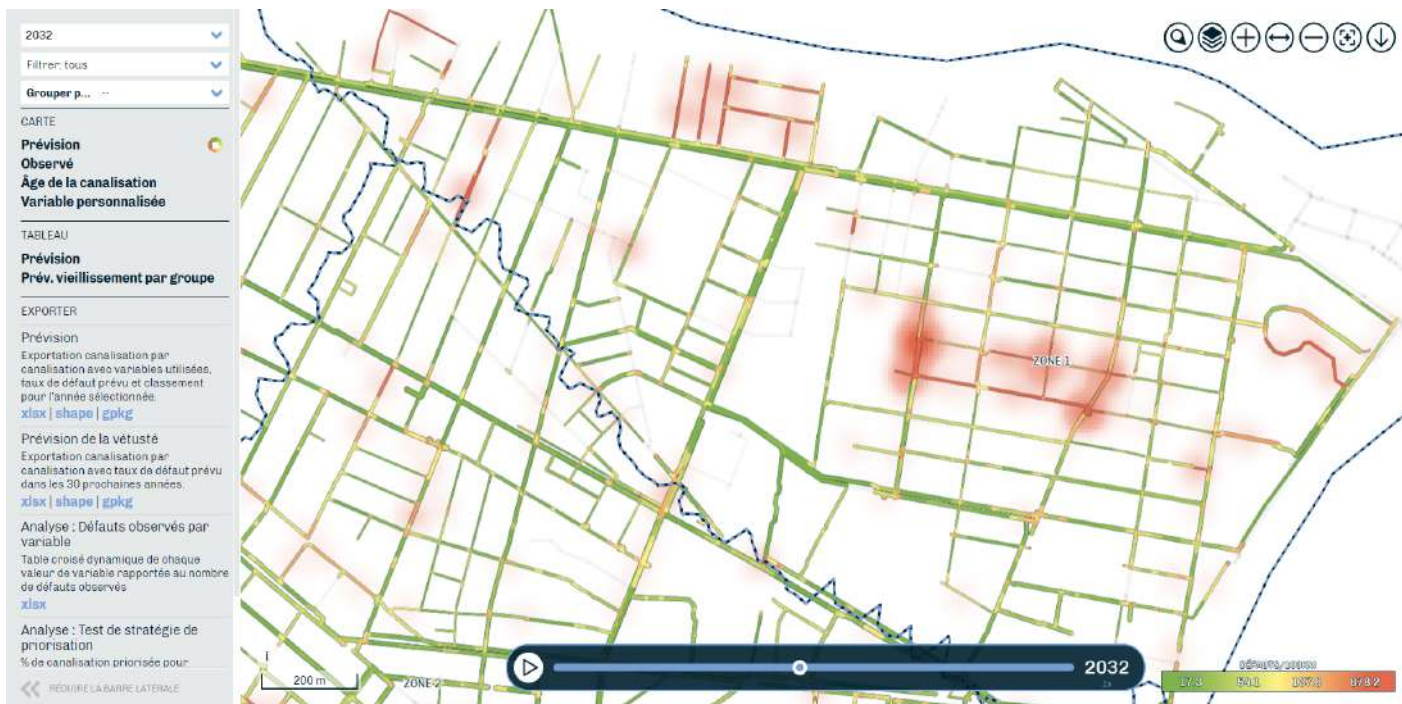 2032
Filtrer: tous
Grouper p... --
CARTE
Prévision
Observé
Âge de la canalisation
Variable personnalisée
TABLEAU
Prévision
Prév. vieillissement par groupe
EXPORTER
Prévision
Exportation canalisation par
canalisation avec variables utilisées,
taux de défaut prévu et classement
pour l'année sélectionnée.
xlsx | shape | gpkg
Prévision de la vétusté
Exportation canalisation par
canalisation avec taux de défaut prévu
dans les 30 prochaines années.
xlsx | shape | gpkg
Analyse : Défauts observés par
variable
Table croisé dynamique de chaque
valeur de variable rapportée au nombre
de défauts observés
xlsx
Analyse : Test de stratégie de
priorisation
% de canalisation priorisée pour
RÉDUIRE LA BARRE LATÉRALE
ZONE 1
i
200 m
ZONE 2
2032
17.3
878.2